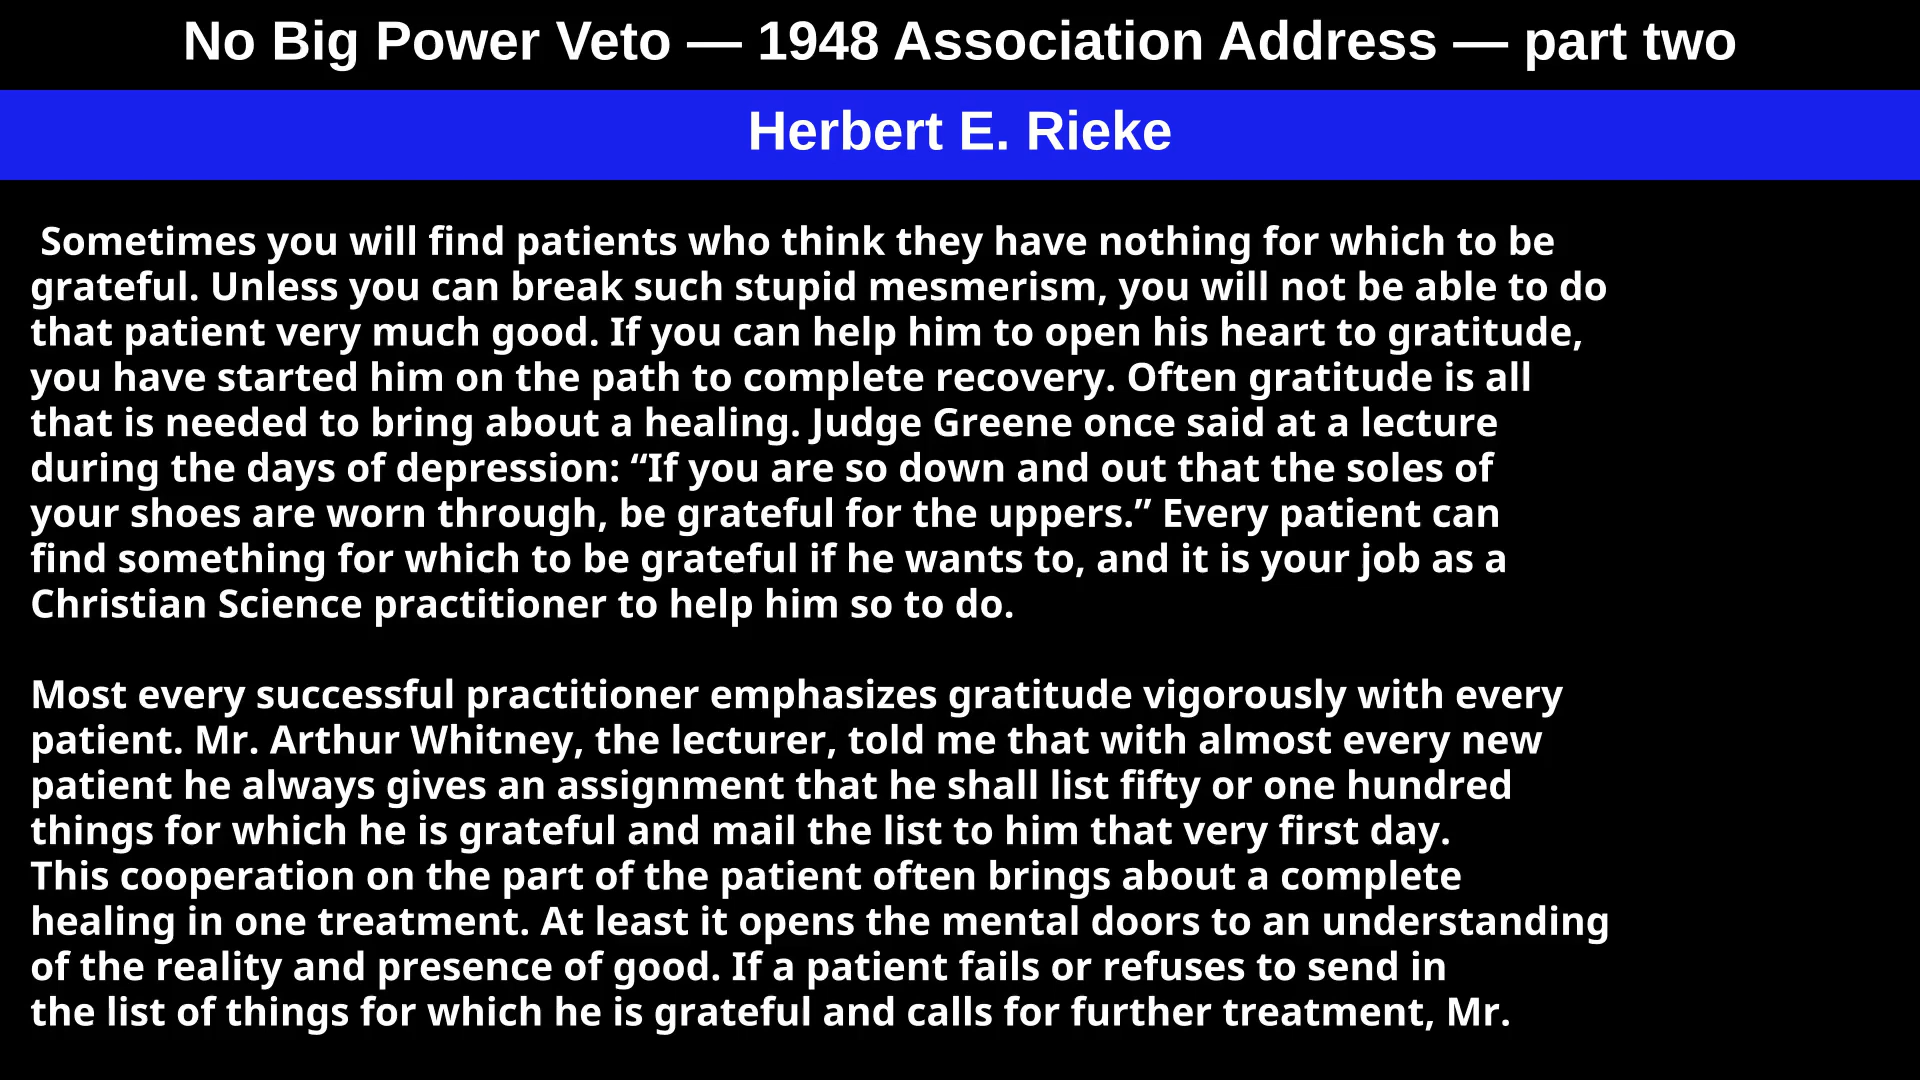 No Big Power Veto — 1948 Association Address — part two
Herbert E. Rieke
Sometimes you will find patients who think they have nothing for which to be
grateful. Unless you can break such stupid mesmerism, you will not be able to do
that patient very much good. If you can help him to open his heart to gratitude,
you have started him on the path to complete recovery. Often gratitude is all
that is needed to bring about a healing. Judge Greene once said at a lecture
during the days of depression: “If you are so down and out that the soles of
your shoes are worn through, be grateful for the uppers.” Every patient can
find something for which to be grateful if he wants to, and it is your job as a
Christian Science practitioner to help him so to do.
Most every successful practitioner emphasizes gratitude vigorously with every
patient. Mr. Arthur Whitney, the lecturer, told me that with almost every new
patient he always gives an assignment that he shall list fifty or one hundred
things for which he is grateful and mail the list to him that very first day.
This cooperation on the part of the patient often brings about a complete
healing in one treatment. At least it opens the mental doors to an understanding
of the reality and presence of good. If a patient fails or refuses to send in
the list of things for which he is grateful and calls for further treatment, Mr.